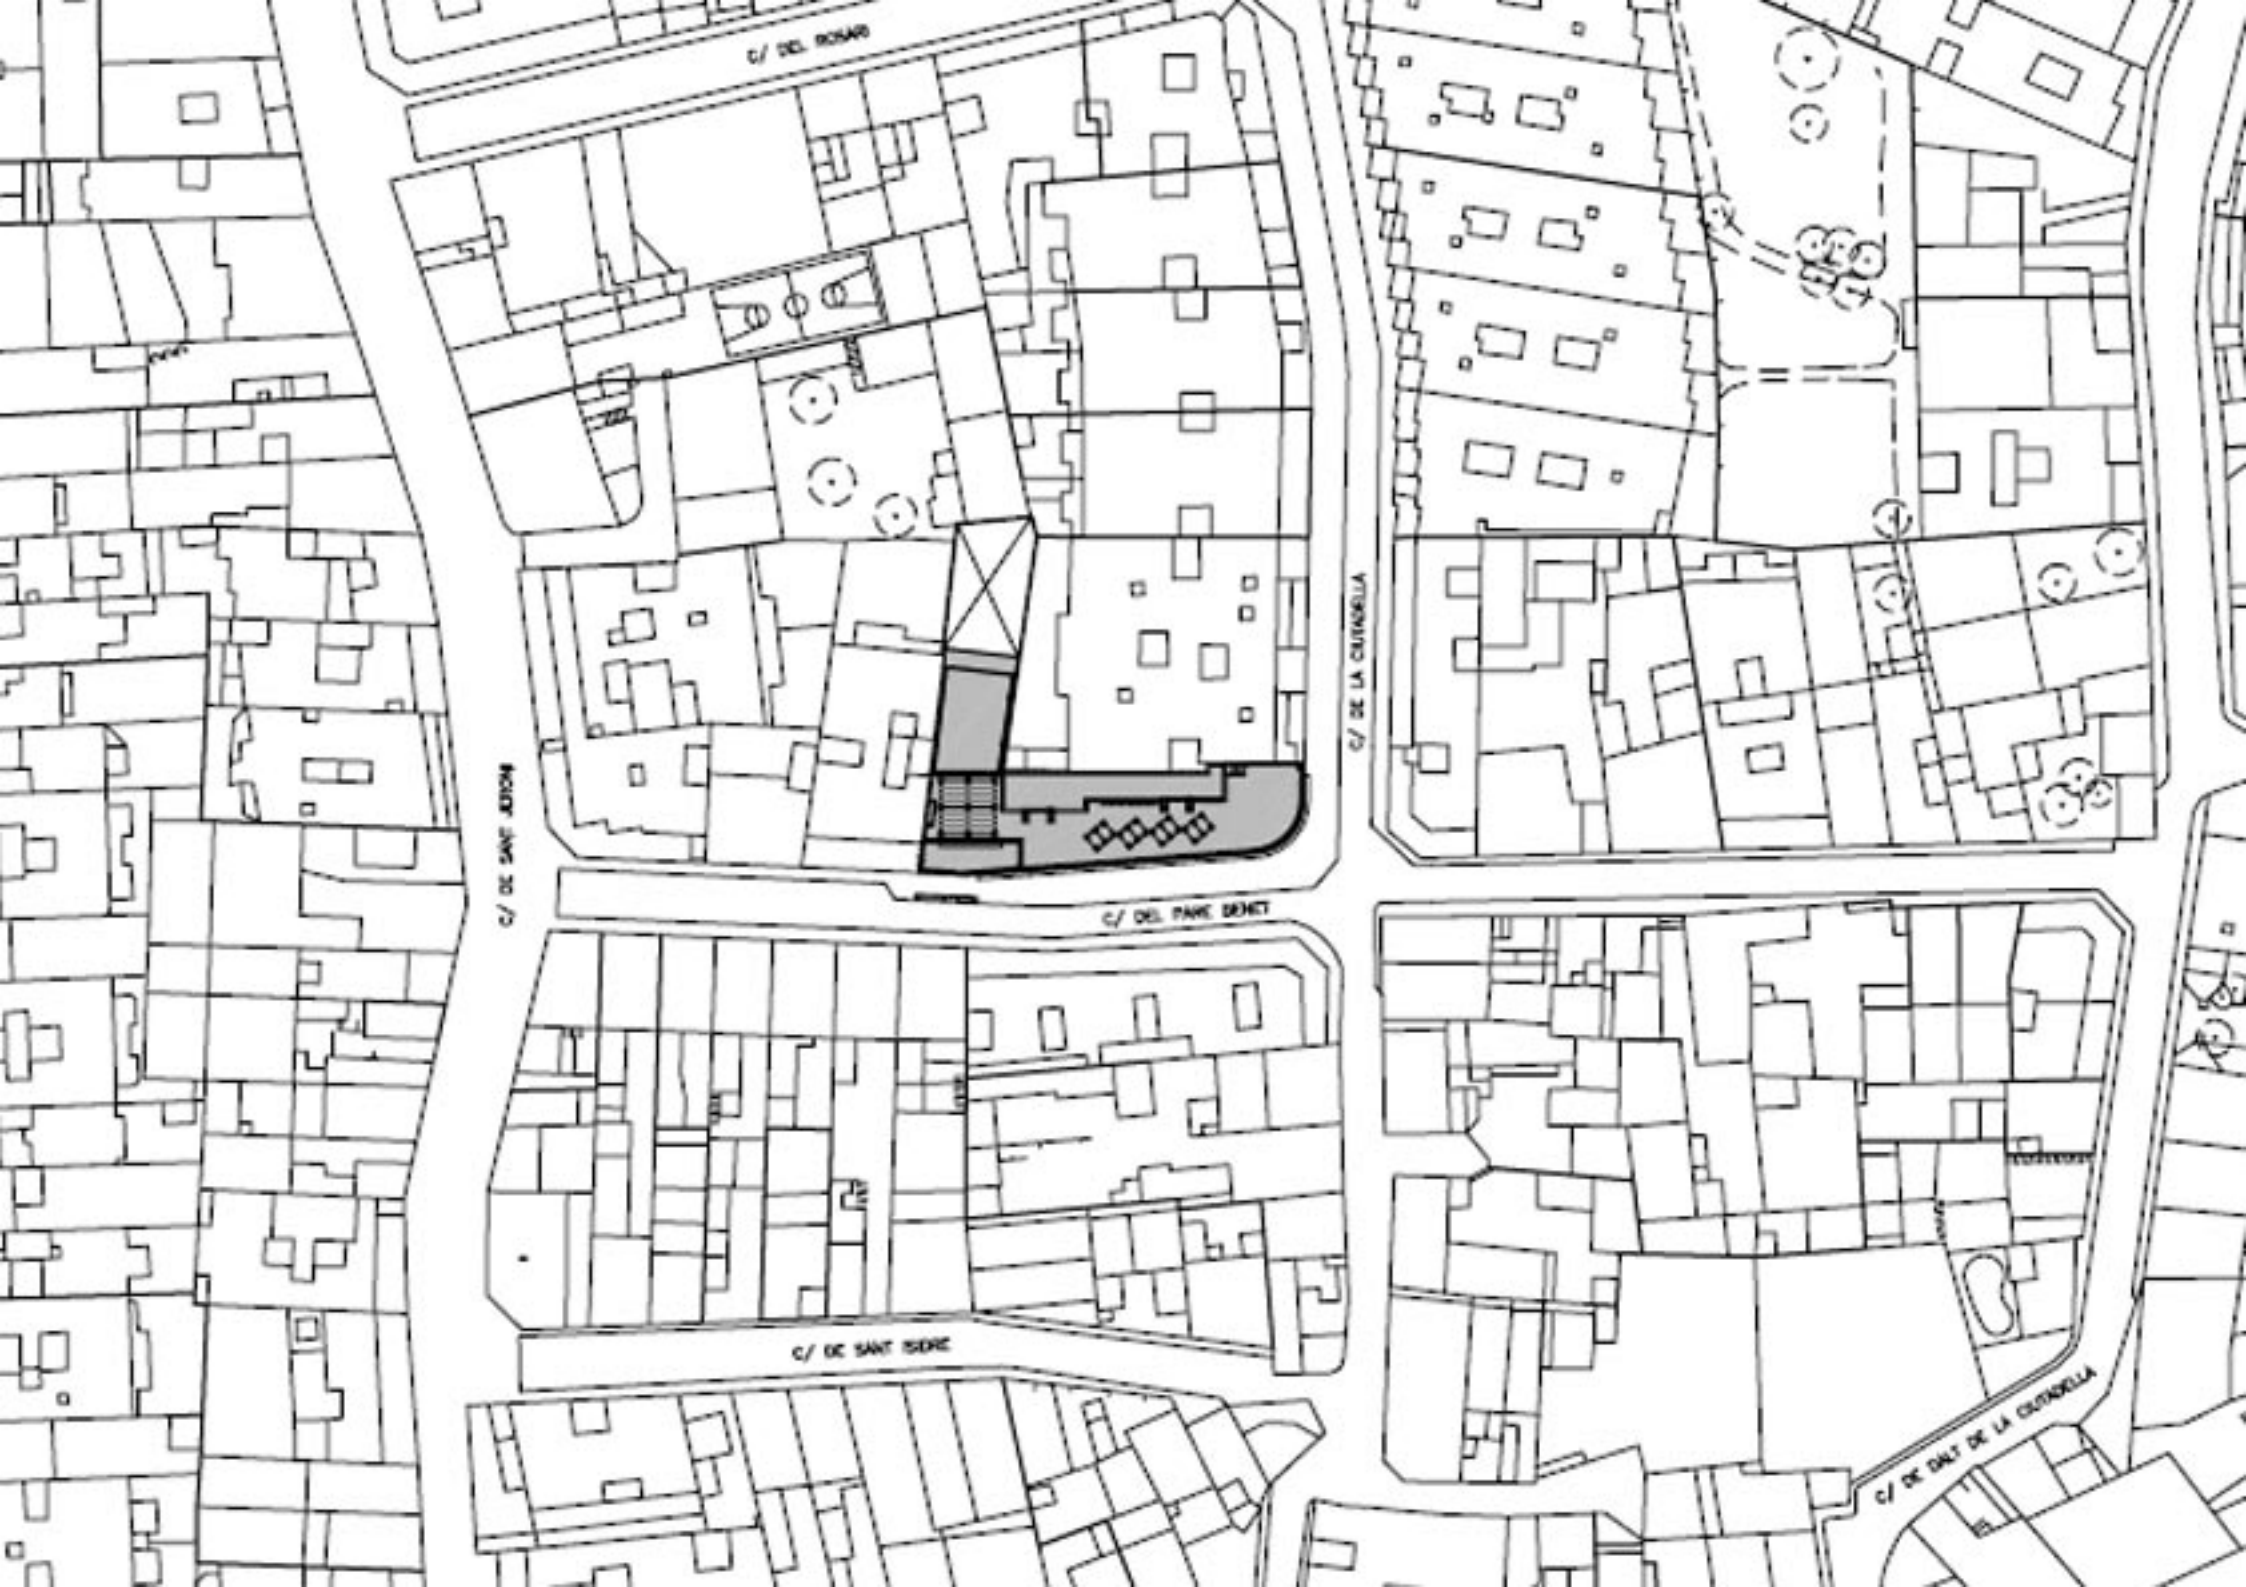 C/ DEL ROSARI
C/ DE LA CIUTADELLA
C/ DE SANT JERONI
C/ DEL PARE BENET
C/ DE SANT ISIDRE
C/ DE DALT DE LA CIUTADELLA